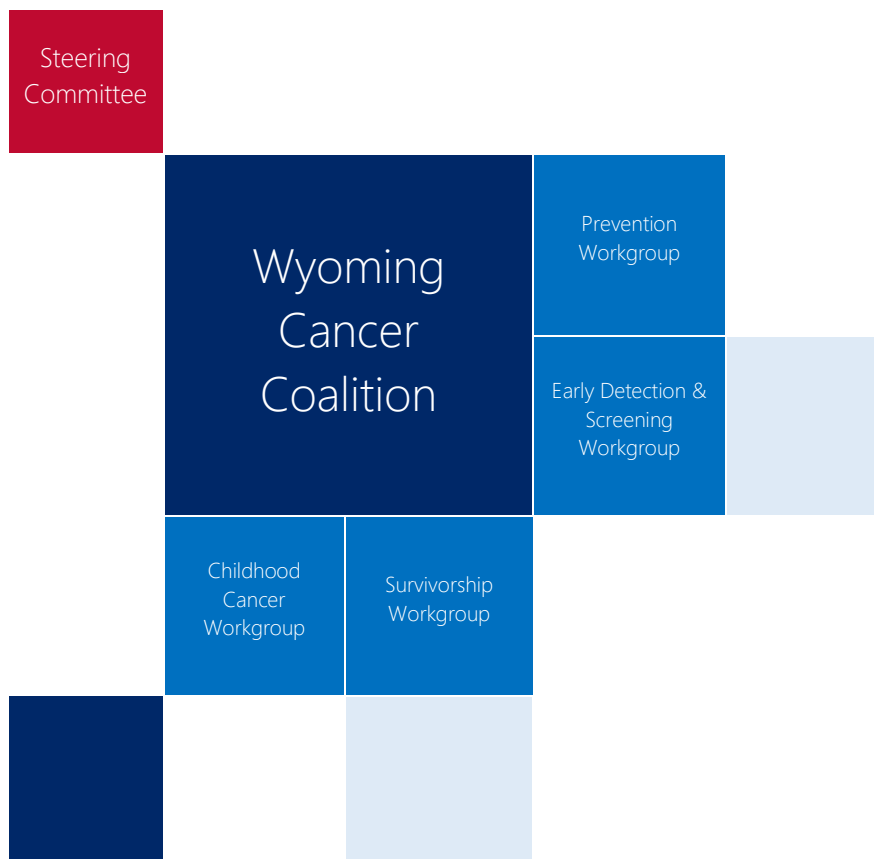 Steering
Committee
Wyoming
Cancer
Coalition
Prevention
Workgroup
Early Detection &
Screening
Workgroup
Childhood
Cancer
Workgroup
Survivorship
Workgroup